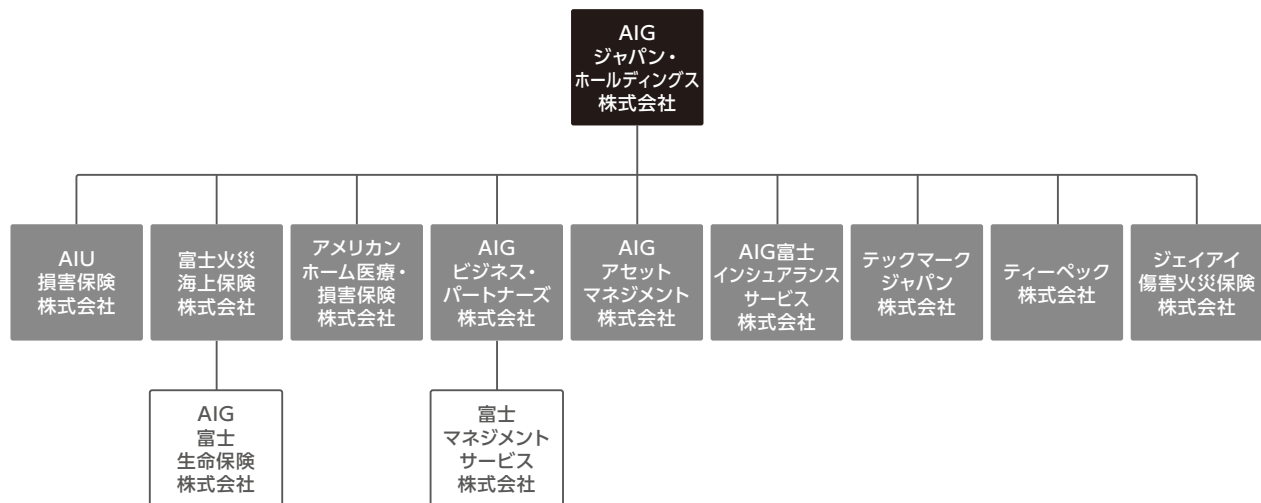 AIG
ジャパン・
ホールディングス
株式会社
AIU
損害保険
株式会社
富士火災
海上保険
株式会社
アメリカン
ホーム医療・
損害保険
株式会社
AIG
ビジネス・
パートナーズ
株式会社
AIG
アセット
マネジメント
株式会社
AIG富士
インシュアランス
サービス
株式会社
テックマーク
ジャパン
株式会社
ティーペック
株式会社
ジェイアイ
傷害火災保険
株式会社
AIG
富士
生命保険
株式会社
富士
マネジメント
サービス
株式会社